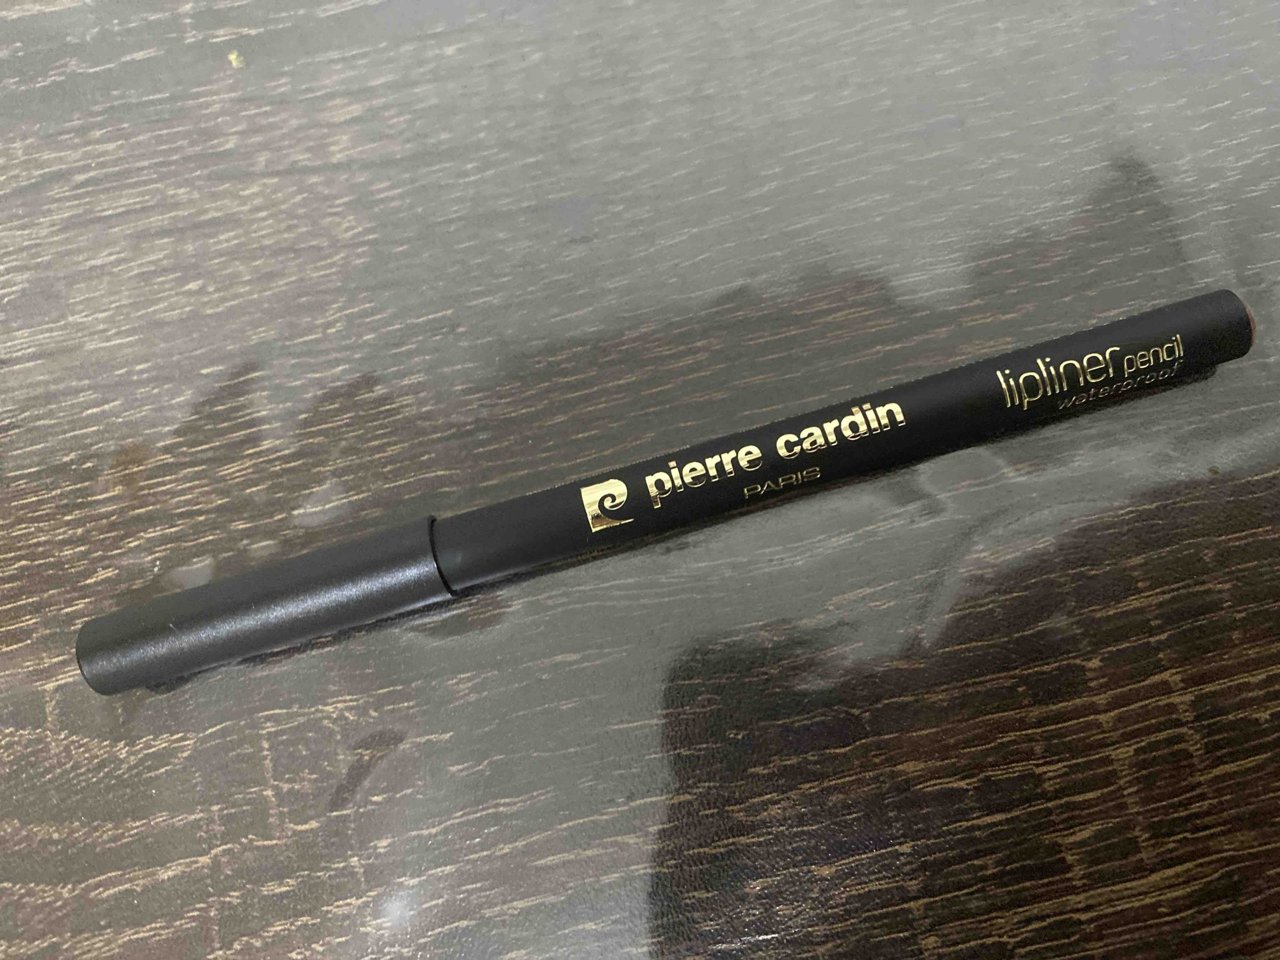 pierre cardin
PARIS
lipliner pencil
waterproof